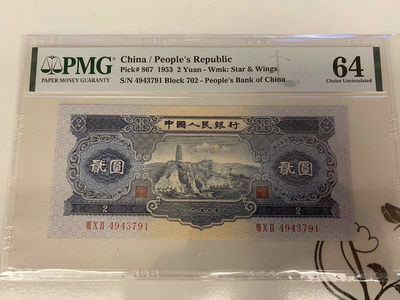 PMG
PAPER MONEY GUARANTY
China / People's Republic
Pick# 867 1953 2 Yuan - Wmk: Star & Wings
S/N 4943791 Block 702 - People's Bank of China
64
Choice Uncirculated
中國人民銀行
貳圓
貳圓
2
2
4943791
4943791